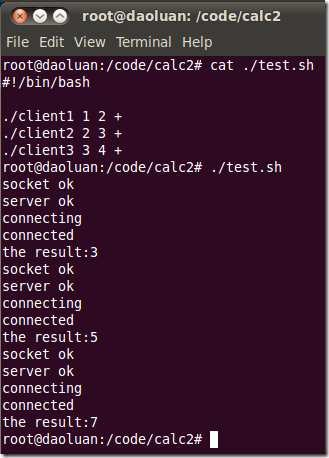 root@daoluan: /code/calc2
File Edit View Terminal Help
root@daoluan:/code/calc2# cat ./test.sh
#!/bin/bash
./client1 1 2 +
./client2 2 3 +
./client3 3 4 +
root@daoluan:/code/calc2# ./test.sh
socket ok
server ok
connecting
connected
the result:3
socket ok
server ok
connecting
connected
the result:5
socket ok
server ok
connecting
connected
the result:7
root@daoluan:/code/calc2#